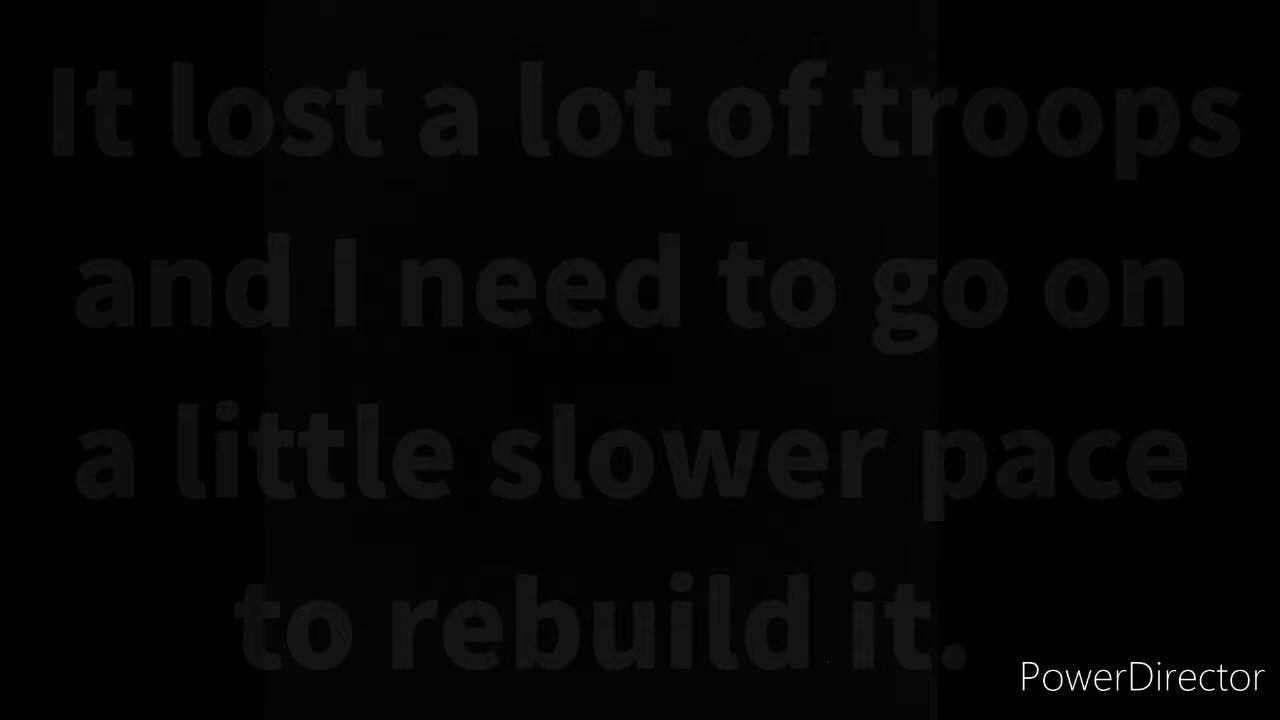 It lost a lot of troops
and I need to go on
a little slower pace
to rebuild it.
PowerDirector